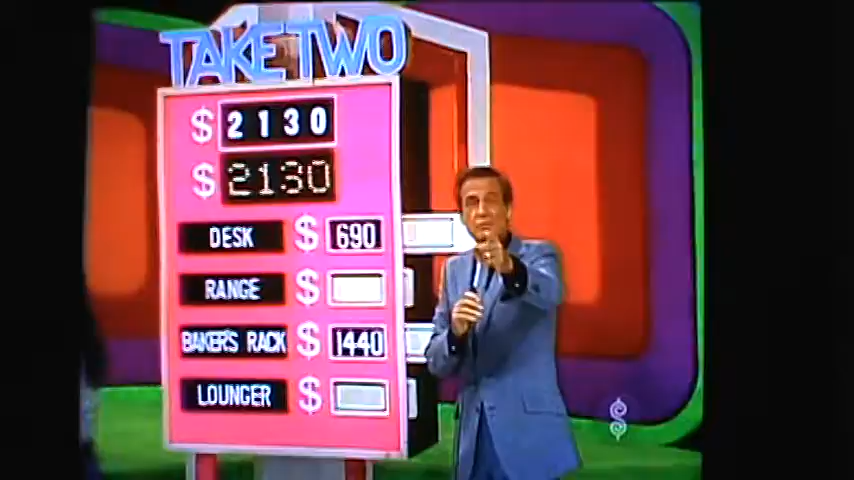 TAKE TWO
$ 2130
$ 2130
DESK $ 690
RANGE $
BAKER'S RACK $ 1440
LOUNGER $
$